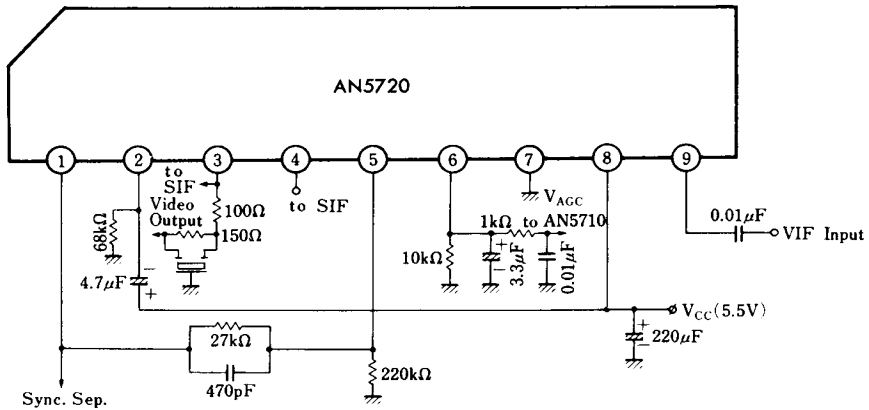 AN5720
1
2
3
4
5
6
7
8
9
to
SIF
Video
Output
100Ω
150Ω
to SIF
68kΩ
4.7μF
−
+
V_AGC
1kΩ
to AN5710
10kΩ
+
−
3.3μF
0.01μF
0.01μF
VIF Input
V_CC(5.5V)
+
−
220μF
27kΩ
470pF
220kΩ
Sync. Sep.